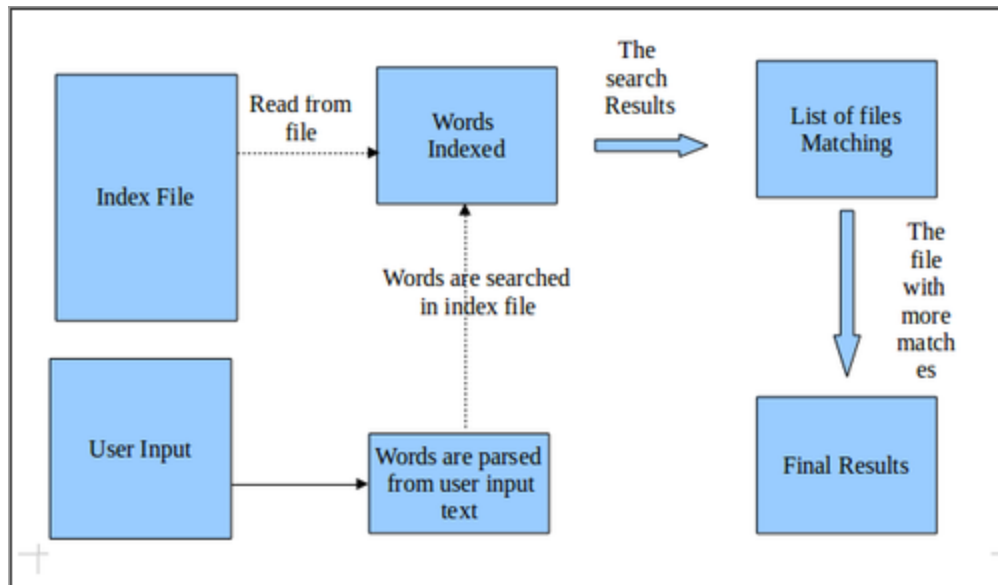 Index File
Read from
file
Words
Indexed
The
search
Results
List of files
Matching
Words are searched
in index file
The
file
with
more
match
es
User Input
Words are parsed
from user input
text
Final Results